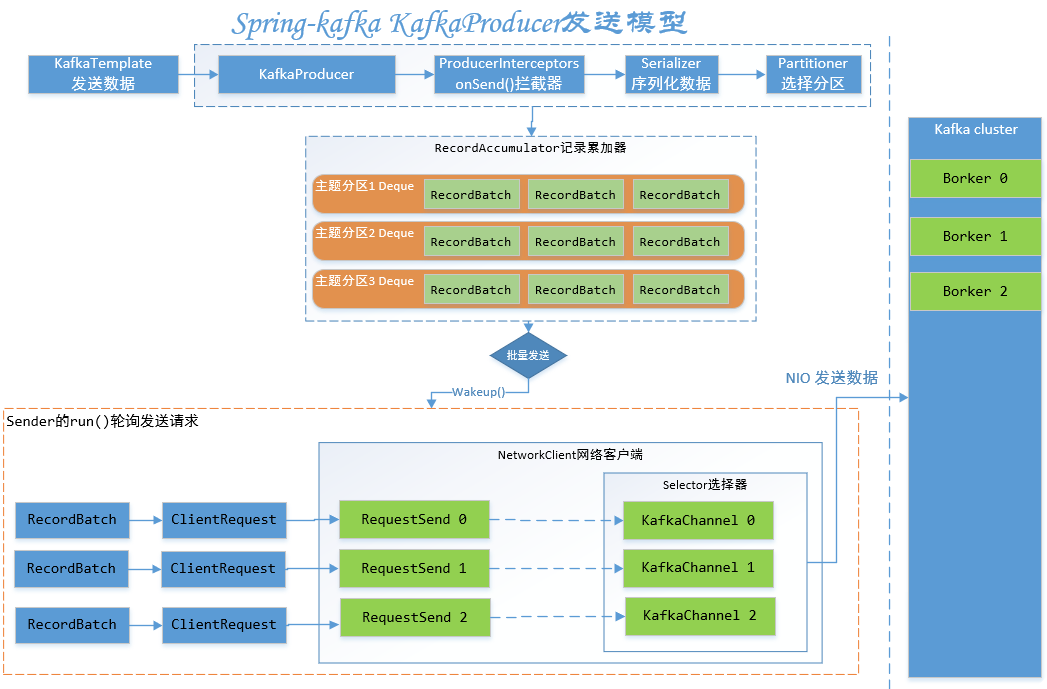 Spring-kafka KafkaProducer发送模型
KafkaTemplate
发送数据
KafkaProducer
ProducerInterceptors
onSend()拦截器
Serializer
序列化数据
Partitioner
选择分区
RecordAccumulator记录累加器
主题分区1 Deque
RecordBatch
RecordBatch
RecordBatch
主题分区2 Deque
RecordBatch
RecordBatch
RecordBatch
主题分区3 Deque
RecordBatch
RecordBatch
RecordBatch
批量发送
Wakeup()
NIO 发送数据
Kafka cluster
Borker 0
Borker 1
Borker 2
Sender的run()轮询发送请求
NetworkClient网络客户端
Selector选择器
RecordBatch
ClientRequest
RequestSend 0
KafkaChannel 0
RecordBatch
ClientRequest
RequestSend 1
KafkaChannel 1
RecordBatch
ClientRequest
RequestSend 2
KafkaChannel 2